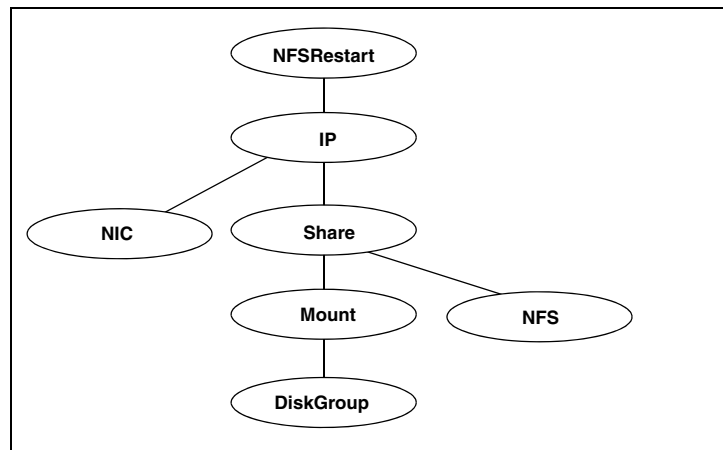 NFSRestart
IP
NIC
Share
Mount
NFS
DiskGroup